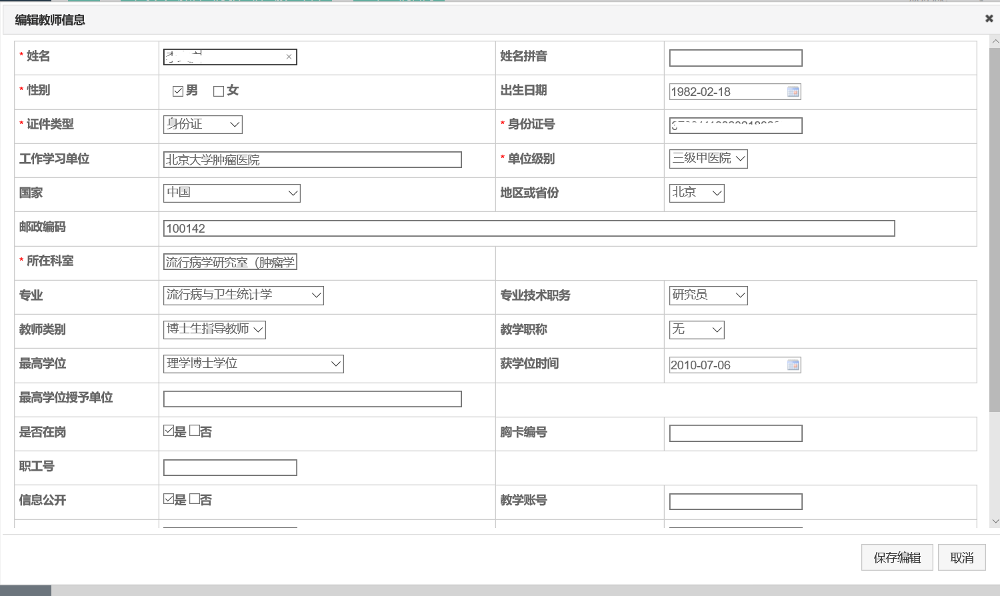 编辑教师信息
* 姓名 姓名拼音
* 性别 男 女 出生日期 1982-02-18
* 证件类型 身份证 * 身份证号
工作学习单位 北京大学肿瘤医院 * 单位级别 三级甲医院
国家 中国 地区或省份 北京
邮政编码 100142
* 所在科室 流行病学研究室（肿瘤学
专业 流行病与卫生统计学 专业技术职务 研究员
教师类别 博士生指导教师 教学职称 无
最高学位 理学博士学位 获学位时间 2010-07-06
最高学位授予单位
是否在岗 是 否 胸卡编号
职工号
信息公开 是 否 教学账号
保存编辑 取消